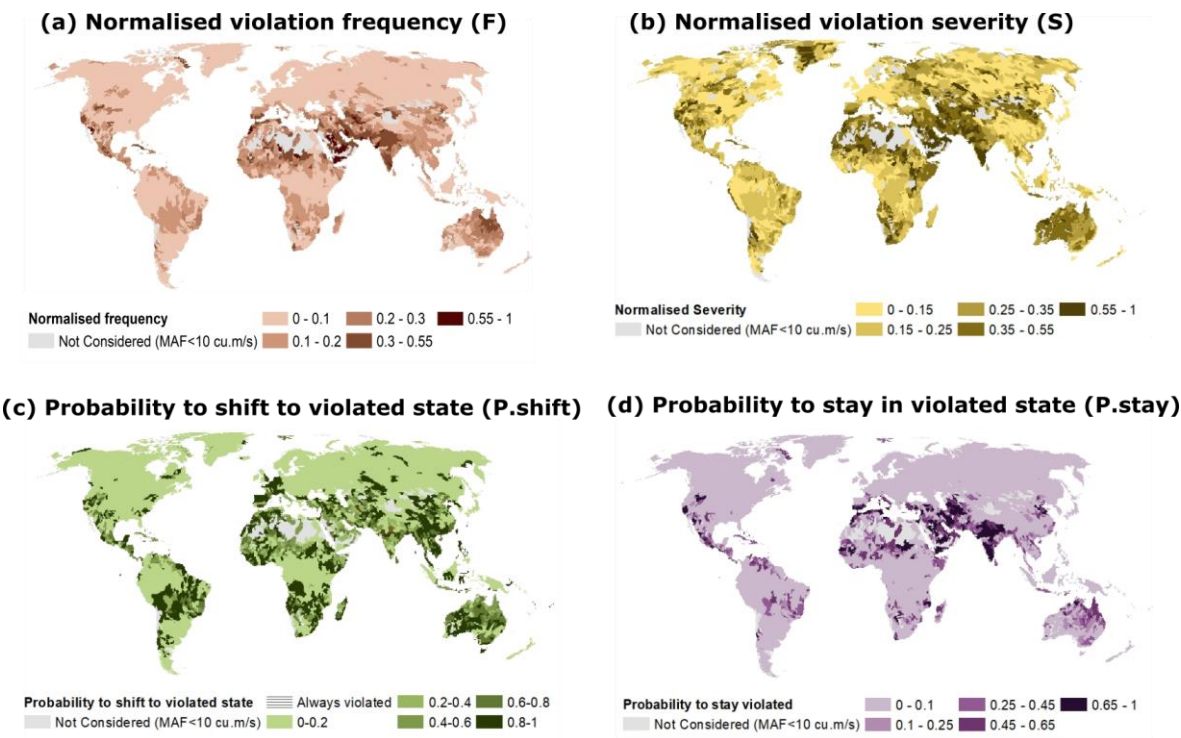 (a) Normalised violation frequency (F)
(b) Normalised violation severity (S)
Normalised frequency
0 - 0.1
0.2 - 0.3
0.55 - 1
Not Considered (MAF<10 cu.m/s)
0.1 - 0.2
0.3 - 0.55
Normalised Severity
0 - 0.15
0.25 - 0.35
0.55 - 1
Not Considered (MAF<10 cu.m/s)
0.15 - 0.25
0.35 - 0.55
(c) Probability to shift to violated state (P.shift)
(d) Probability to stay in violated state (P.stay)
Probability to shift to violated state
Always violated
0.2-0.4
0.6-0.8
Not Considered (MAF<10 cu.m/s)
0-0.2
0.4-0.6
0.8-1
Probability to stay violated
0 - 0.1
0.25 - 0.45
0.65 - 1
Not Considered (MAF<10 cu.m/s)
0.1 - 0.25
0.45 - 0.65